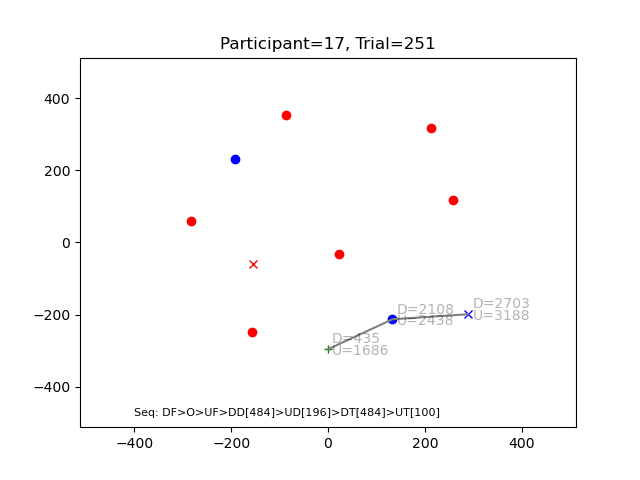 Participant=17, Trial=251
400
200
0
−200
−400
D=2703
U=3188
D=2108
U=2438
D=435
U=1686
Seq: DF>O>UF>DD[484]>UD[196]>DT[484]>UT[100]
−400
−200
0
200
400